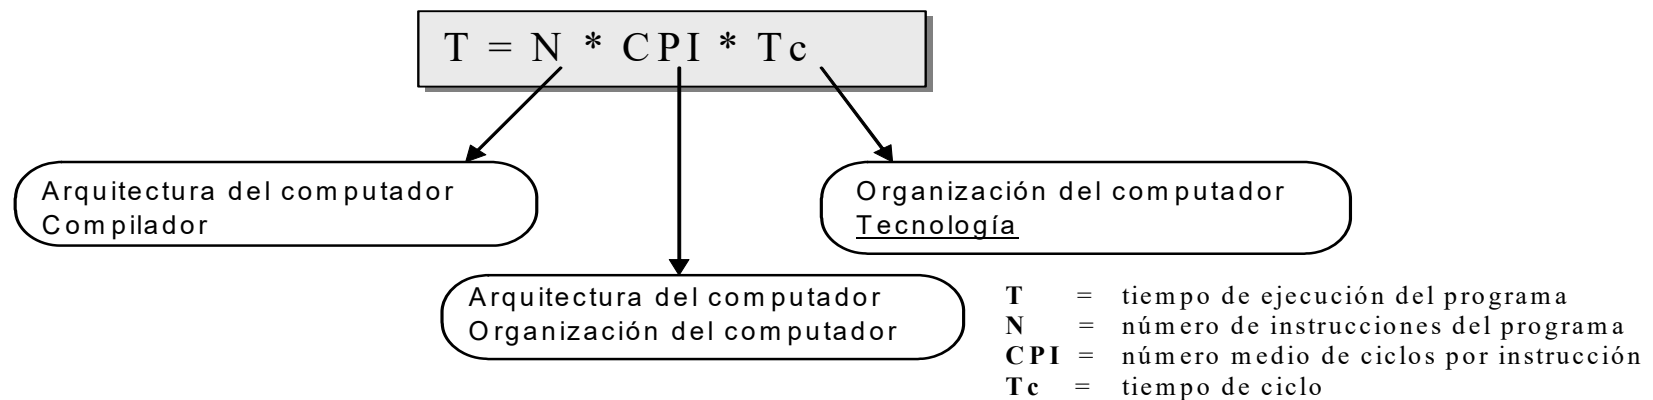 T = N * CPI * Tc
Arquitectura del computador
Compilador
Organización del computador
Tecnología
Arquitectura del computador
Organización del computador
T = tiempo de ejecución del programa
N = número de instrucciones del programa
CPI = número medio de ciclos por instrucción
Tc = tiempo de ciclo